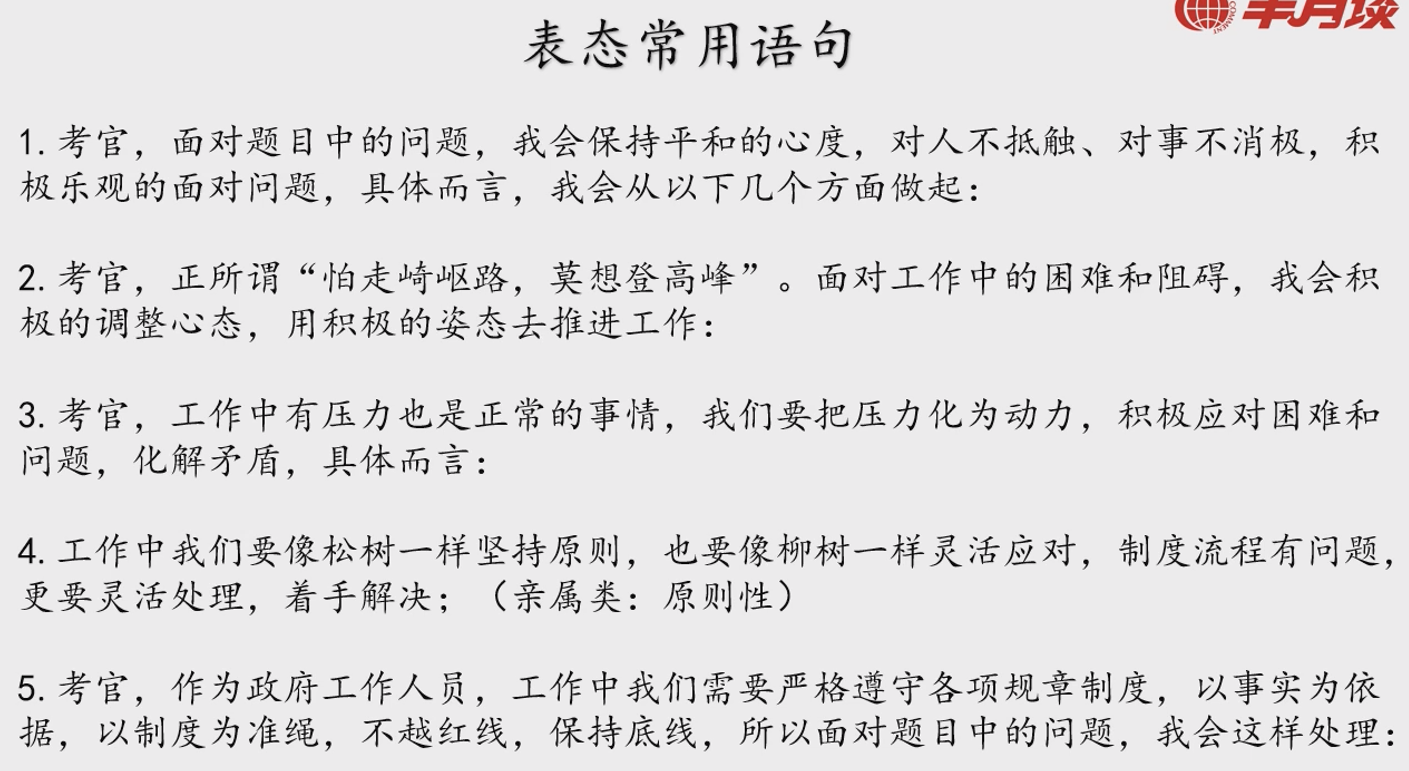 半月谈
COMMENT
表态常用语句
1.考官，面对题目中的问题，我会保持平和的心度，对人不抵触、对事不消极，积
极乐观的面对问题，具体而言，我会从以下几个方面做起：
2.考官，正所谓“怕走崎岖路，莫想登高峰”。面对工作中的困难和阻碍，我会积
极的调整心态，用积极的姿态去推进工作：
3.考官，工作中有压力也是正常的事情，我们要把压力化为动力，积极应对困难和
问题，化解矛盾，具体而言：
4.工作中我们要像松树一样坚持原则，也要像柳树一样灵活应对，制度流程有问题，
更要灵活处理，着手解决；（亲属类：原则性）
5.考官，作为政府工作人员，工作中我们需要严格遵守各项规章制度，以事实为依
据，以制度为准绳，不越红线，保持底线，所以面对题目中的问题，我会这样处理：